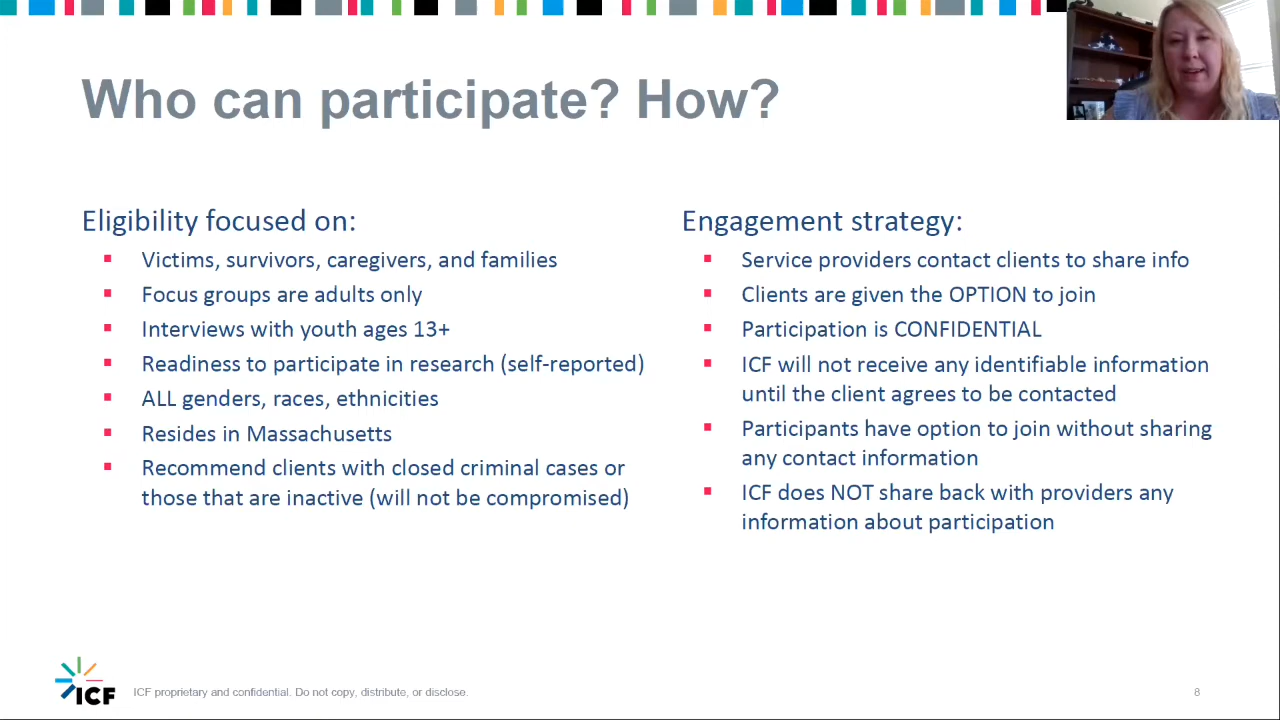 Who can participate? How?
Eligibility focused on:
Victims, survivors, caregivers, and families
Focus groups are adults only
Interviews with youth ages 13+
Readiness to participate in research (self-reported)
ALL genders, races, ethnicities
Resides in Massachusetts
Recommend clients with closed criminal cases or
those that are inactive (will not be compromised)
Engagement strategy:
Service providers contact clients to share info
Clients are given the OPTION to join
Participation is CONFIDENTIAL
ICF will not receive any identifiable information
until the client agrees to be contacted
Participants have option to join without sharing
any contact information
ICF does NOT share back with providers any
information about participation
ICF
ICF proprietary and confidential. Do not copy, distribute, or disclose.
8